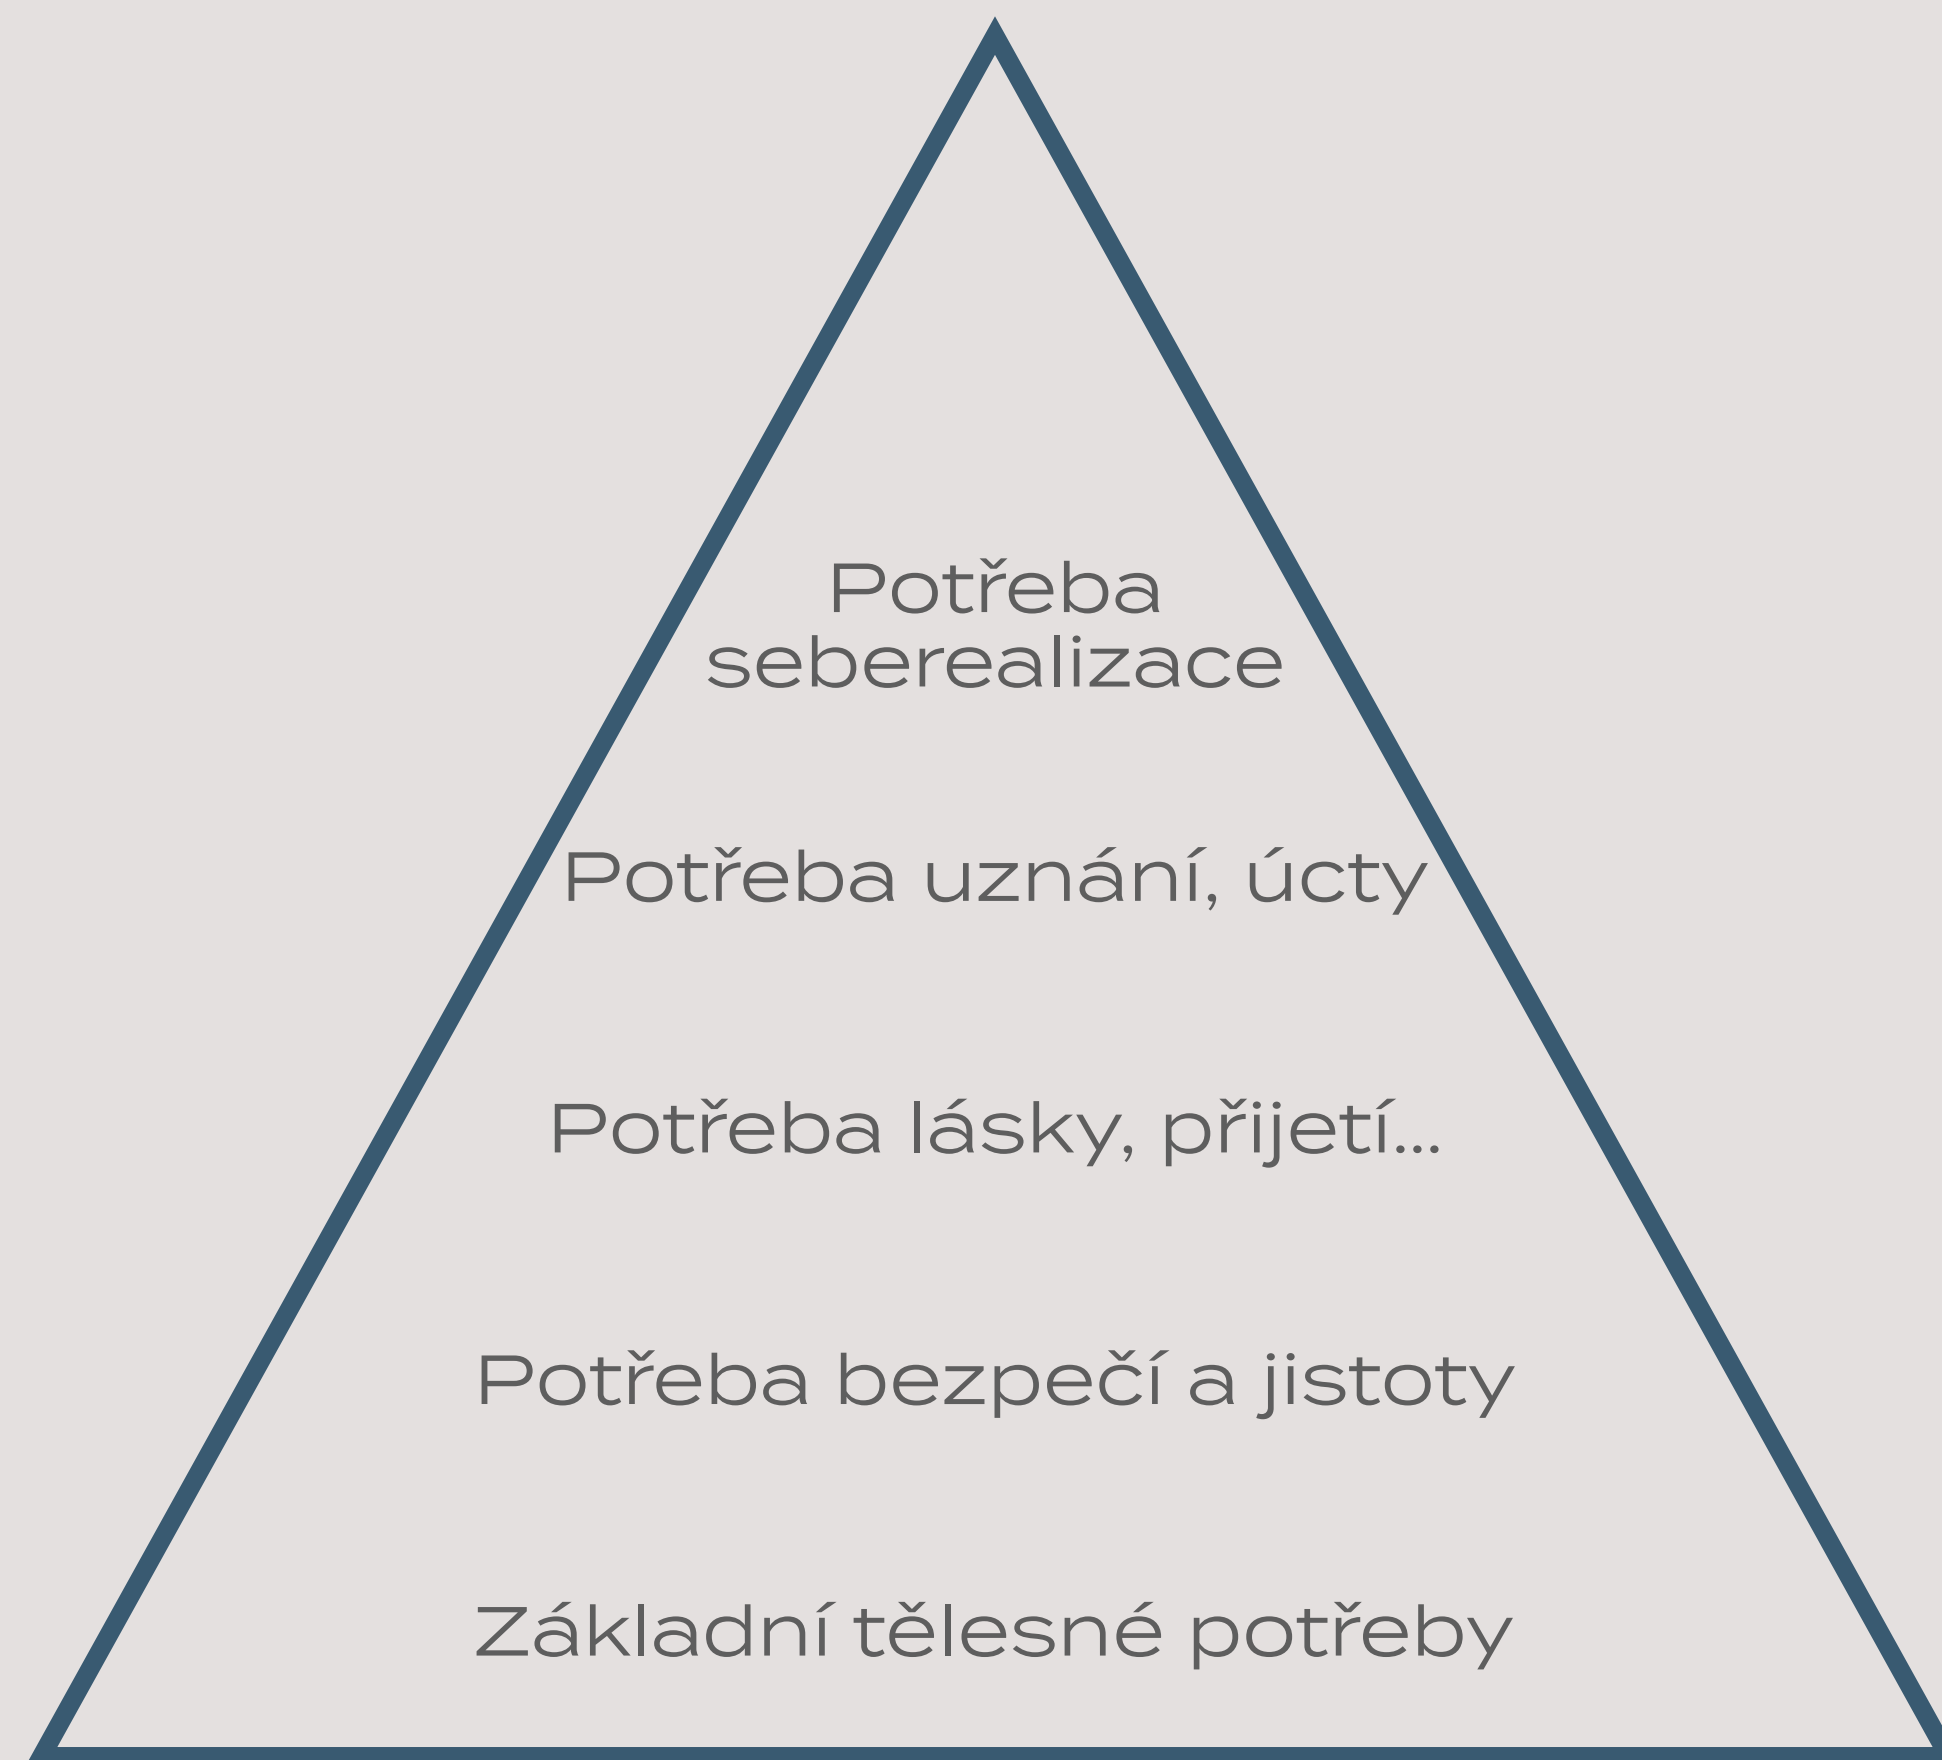 Potřeba
seberealizace
Potřeba uznání, úcty
Potřeba lásky, přijetí...
Potřeba bezpečí a jistoty
Základní tělesné potřeby